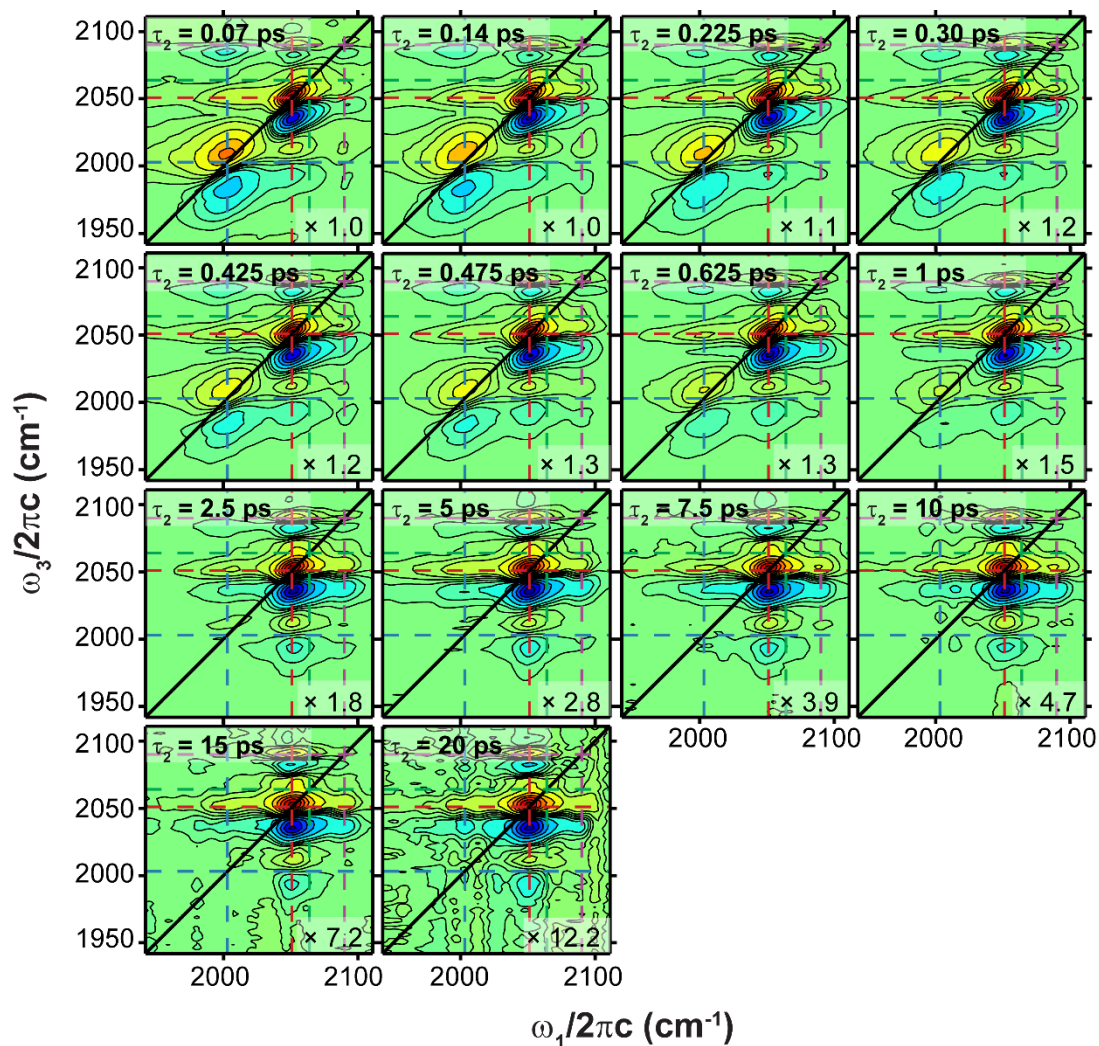 2100
2050
2000
1950
τ2 = 0.07 ps
× 1.0
τ2 = 0.14 ps
× 1.0
τ2 = 0.225 ps
× 1.1
τ2 = 0.30 ps
× 1.2
2100
2050
2000
1950
τ2 = 0.425 ps
× 1.2
τ2 = 0.475 ps
× 1.3
τ2 = 0.625 ps
× 1.3
τ2 = 1 ps
× 1.5
2100
2050
2000
1950
τ2 = 2.5 ps
× 1.8
τ2 = 5 ps
× 2.8
τ2 = 7.5 ps
× 3.9
τ2 = 10 ps
× 4.7
2000
2100
2000
2100
2100
2050
2000
1950
τ2 = 15 ps
× 7.2
τ2 = 20 ps
× 12.2
2000
2100
2000
2100
ω3/2πc (cm-1)
ω1/2πc (cm-1)